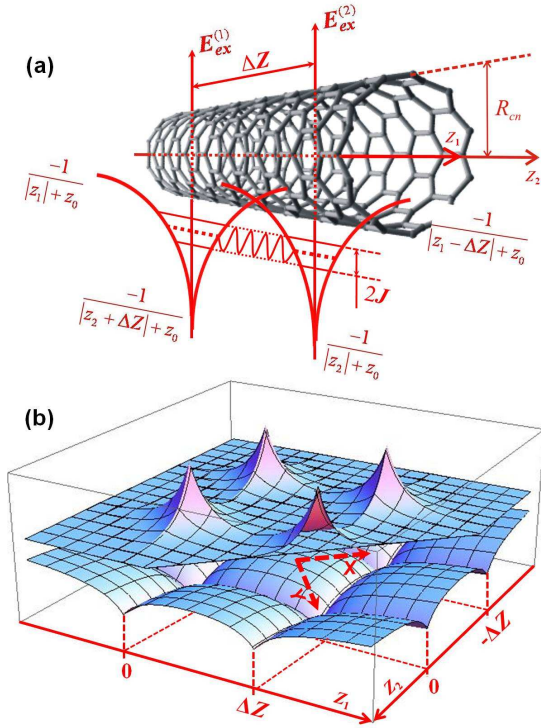 (a)
E_ex^(1)
E_ex^(2)
ΔZ
R_cn
z_1
z_2
-1 / (|z_1| + z_0)
-1 / (|z_1 - ΔZ| + z_0)
2J
-1 / (|z_2 + ΔZ| + z_0)
-1 / (|z_2| + z_0)
(b)
X
Y
-ΔZ
0
ΔZ
z_1
z_2
0